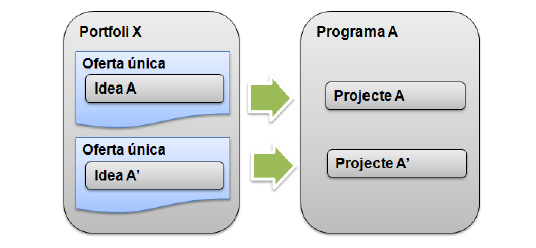 Portfoli X
Oferta única
Idea A
Oferta única
Idea A’
Programa A
Projecte A
Projecte A’